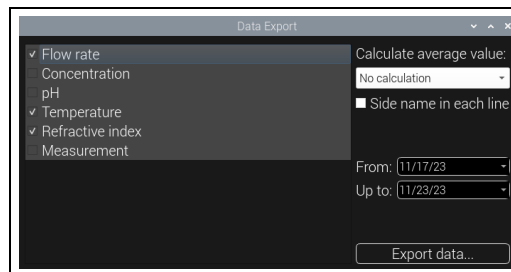 Data Export
Flow rate
Concentration
pH
Temperature
Refractive index
Measurement
Calculate average value:
No calculation
Side name in each line
From: 11/17/23
Up to: 11/23/23
Export data...